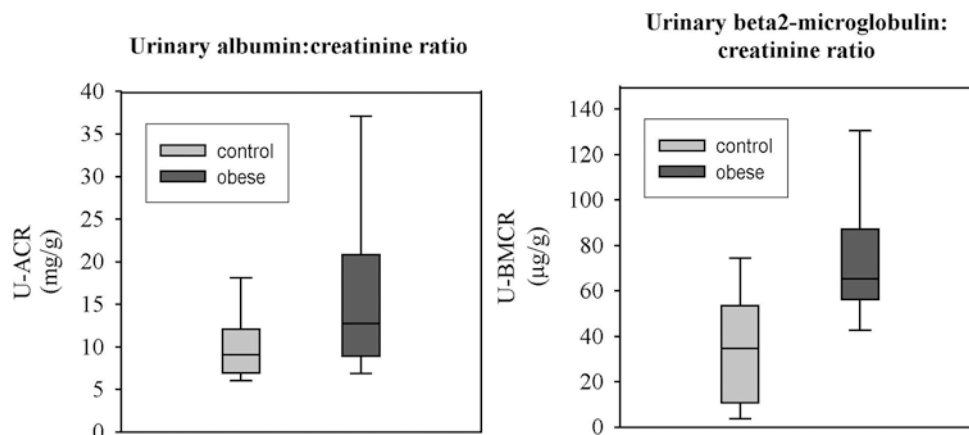 Urinary albumin:creatinine ratio
40
35
30
25
20
15
10
5
0
U-ACR
(mg/g)
control
obese
Urinary beta2-microglobulin:
creatinine ratio
140
120
100
80
60
40
20
0
U-BMCR
(µg/g)
control
obese